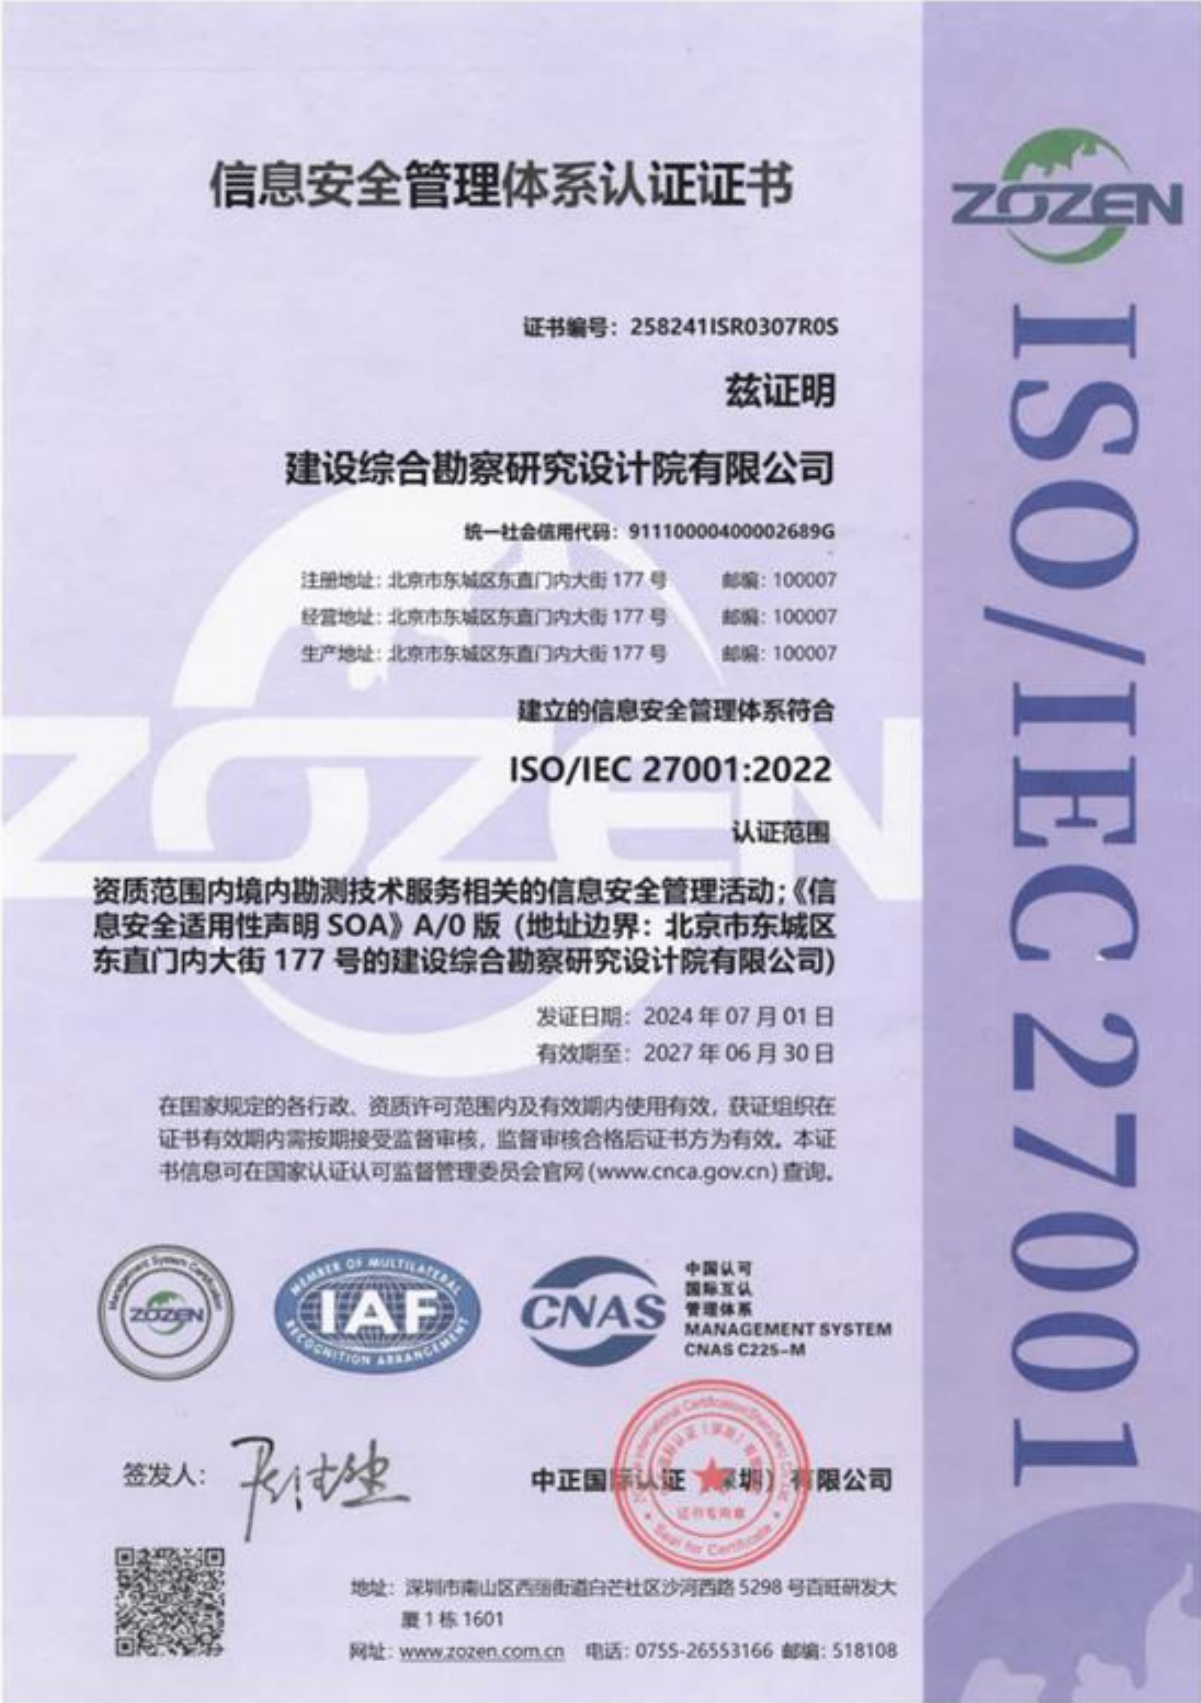 信息安全管理体系认证证书
ZOZEN
ISO/IEC 27001
证书编号：258241ISR0307R0S
兹证明
建设综合勘察研究设计院有限公司
统一社会信用代码：91110000400002689G
注册地址：北京市东城区东直门内大街 177 号 邮编：100007
经营地址：北京市东城区东直门内大街 177 号 邮编：100007
生产地址：北京市东城区东直门内大街 177 号 邮编：100007
建立的信息安全管理体系符合
ISO/IEC 27001:2022
认证范围
资质范围内境内勘测技术服务相关的信息安全管理活动；《信
息安全适用性声明 SOA》A/0 版（地址边界：北京市东城区
东直门内大街 177 号的建设综合勘察研究设计院有限公司）
发证日期：2024 年 07 月 01 日
有效期至：2027 年 06 月 30 日
在国家规定的各行政、资质许可范围内及有效期内使用有效，获证组织在
证书有效期内需按期接受监督审核，监督审核合格后证书方为有效。本证
书信息可在国家认证认可监督管理委员会官网 (www.cnca.gov.cn) 查询。
Management System Certification
ZOZEN
MEMBER OF MULTILATERAL
IAF
RECOGNITION ARRANGEMENT
CNAS
中国认可
国际互认
管理体系
MANAGEMENT SYSTEM
CNAS C225-M
签发人：
中正国际认证（深圳）有限公司
证书专用章
Seal for Certificate
地址：深圳市南山区西丽街道白芒社区沙河西路 5298 号百旺研发大
厦 1 栋 1601
网址：www.zozen.com.cn 电话：0755-26553166 邮编：518108